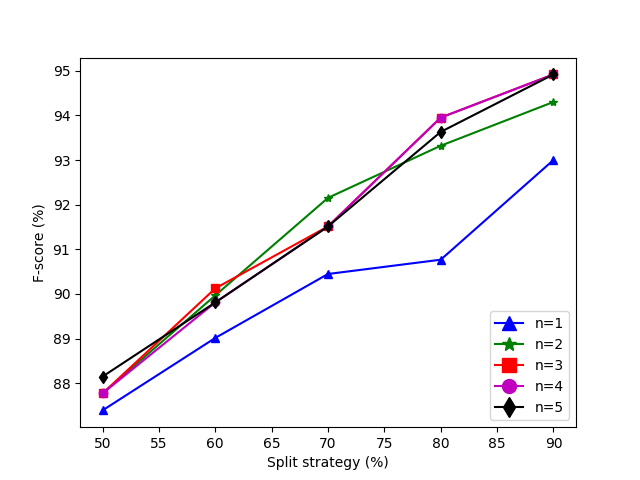 95
94
93
92
91
90
89
88
F-score (%)
n=1
n=2
n=3
n=4
n=5
50 55 60 65 70 75 80 85 90
Split strategy (%)